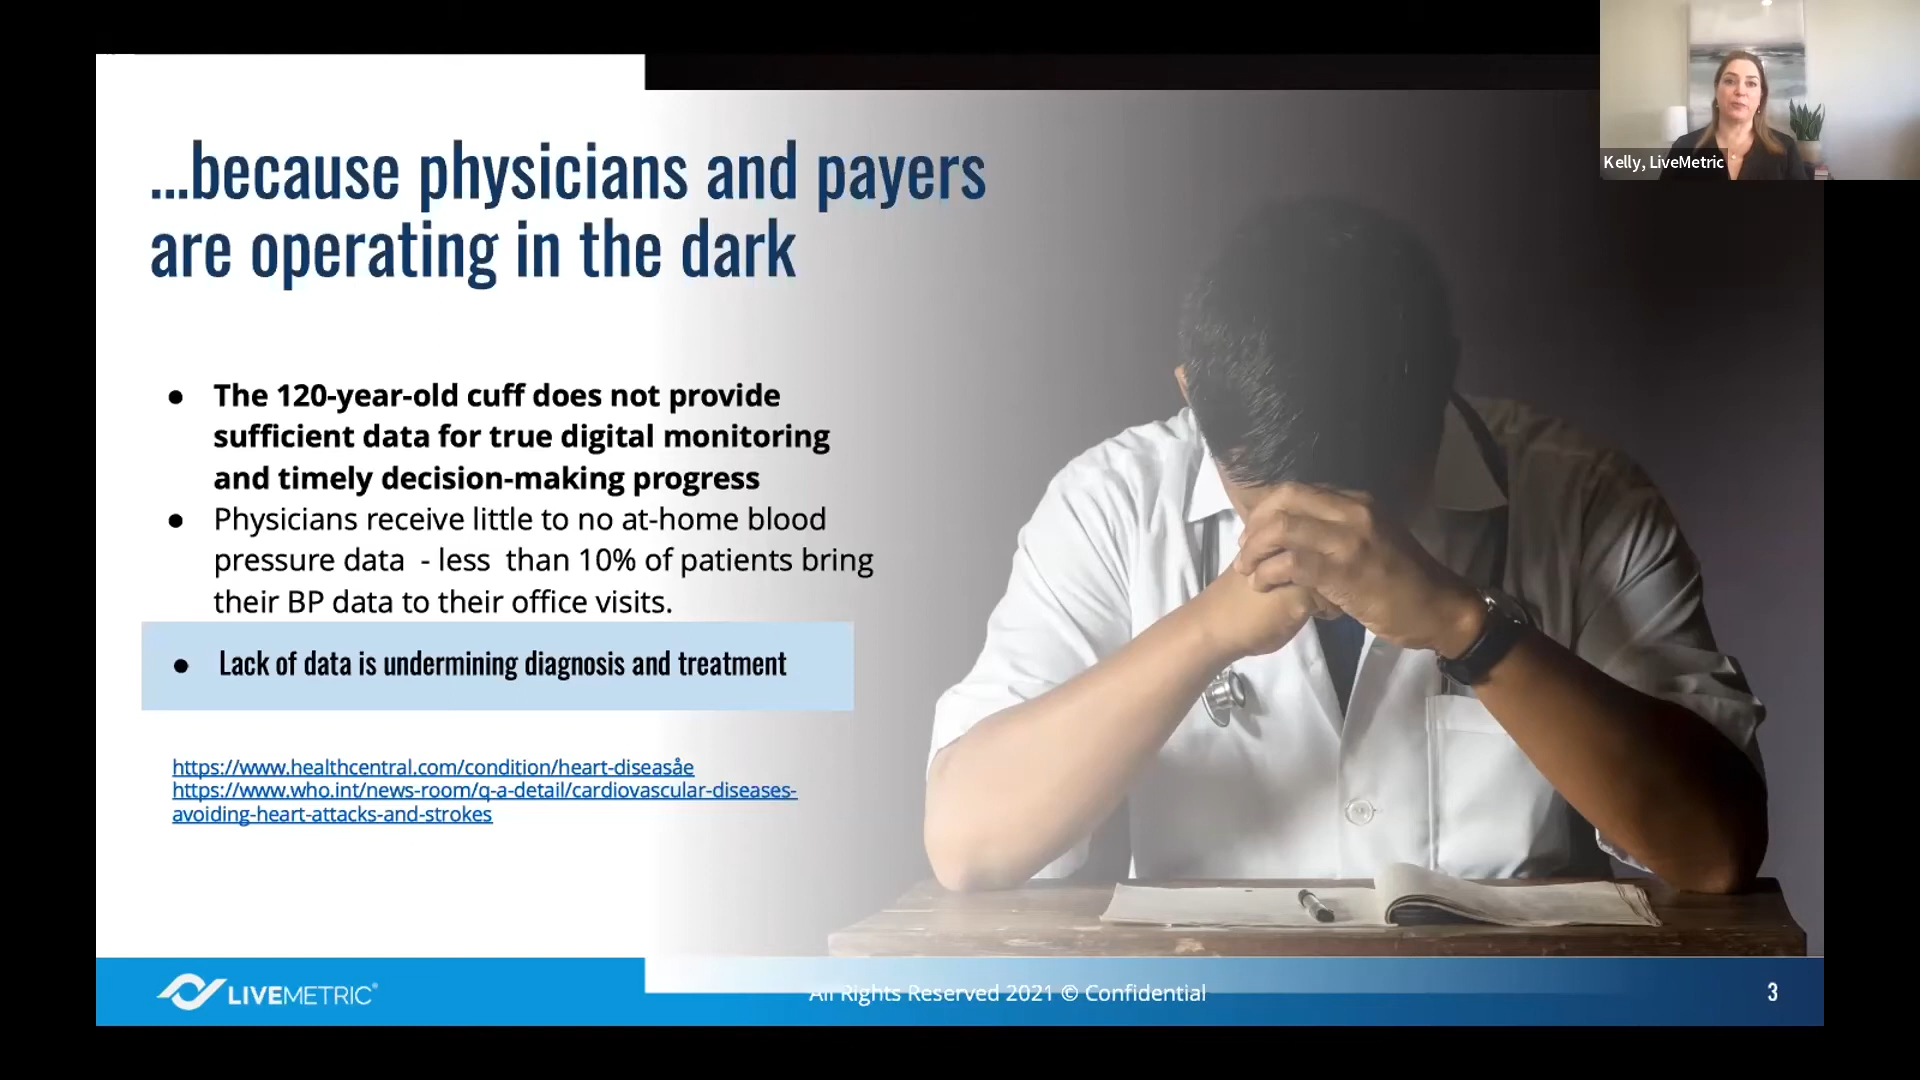 Kelly, LiveMetric
...because physicians and payers
are operating in the dark
● The 120-year-old cuff does not provide
sufficient data for true digital monitoring
and timely decision-making progress
● Physicians receive little to no at-home blood
pressure data - less than 10% of patients bring
their BP data to their office visits.
● Lack of data is undermining diagnosis and treatment
https://www.healthcentral.com/condition/heart-diseasåe
https://www.who.int/news-room/q-a-detail/cardiovascular-diseases-
avoiding-heart-attacks-and-strokes
LIVEMETRIC®
All Rights Reserved 2021 © Confidential
3